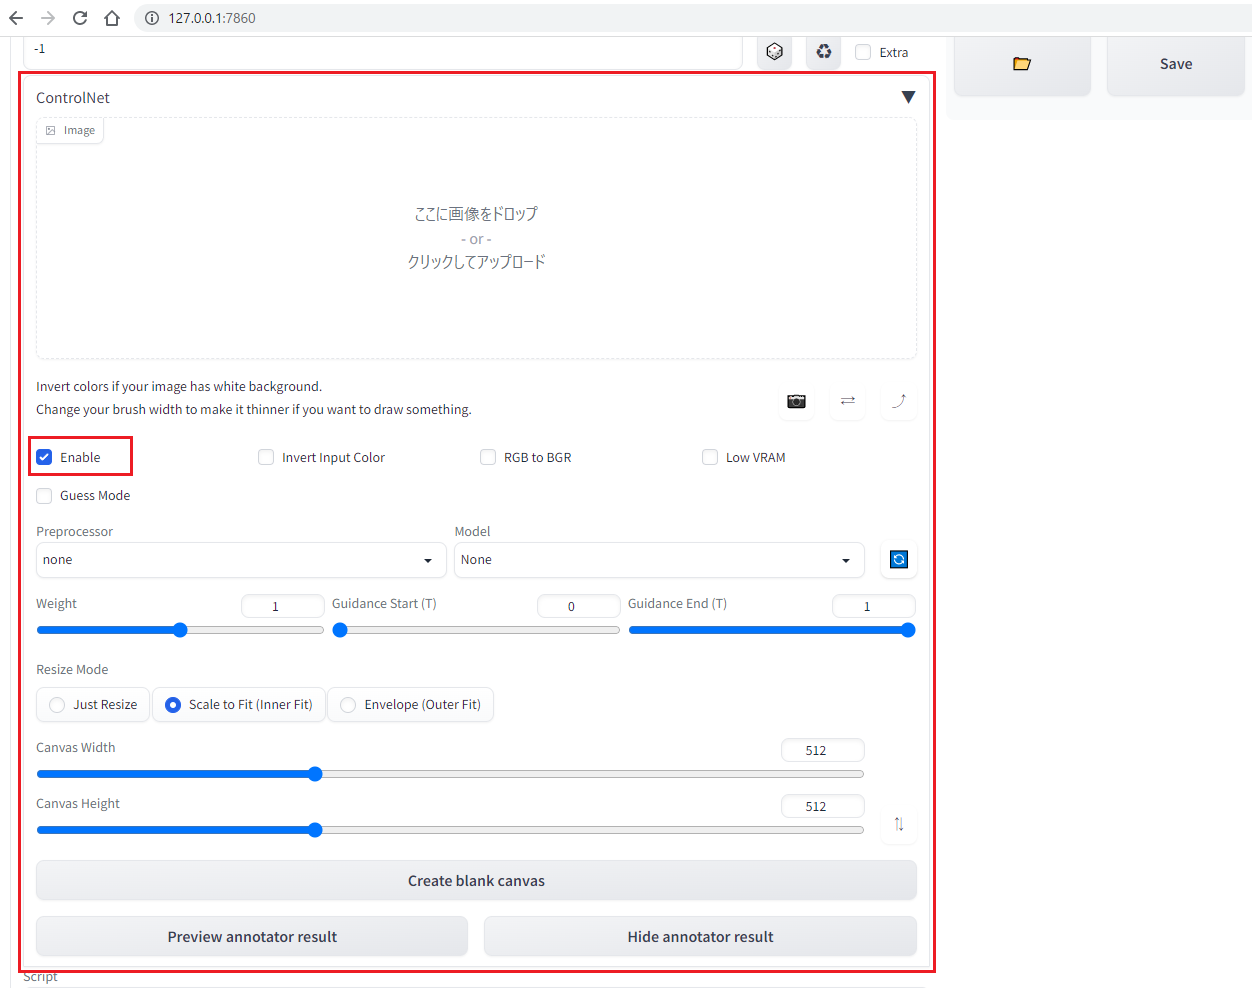 127.0.0.1:7860
-1
Extra
Save
ControlNet
Image
ここに画像をドロップ
- or -
クリックしてアップロード
Invert colors if your image has white background.
Change your brush width to make it thinner if you want to draw something.
Enable
Invert Input Color
RGB to BGR
Low VRAM
Guess Mode
Preprocessor
Model
none
None
Weight
1
Guidance Start (T)
0
Guidance End (T)
1
Resize Mode
Just Resize
Scale to Fit (Inner Fit)
Envelope (Outer Fit)
Canvas Width
512
Canvas Height
512
Create blank canvas
Preview annotator result
Hide annotator result
Script